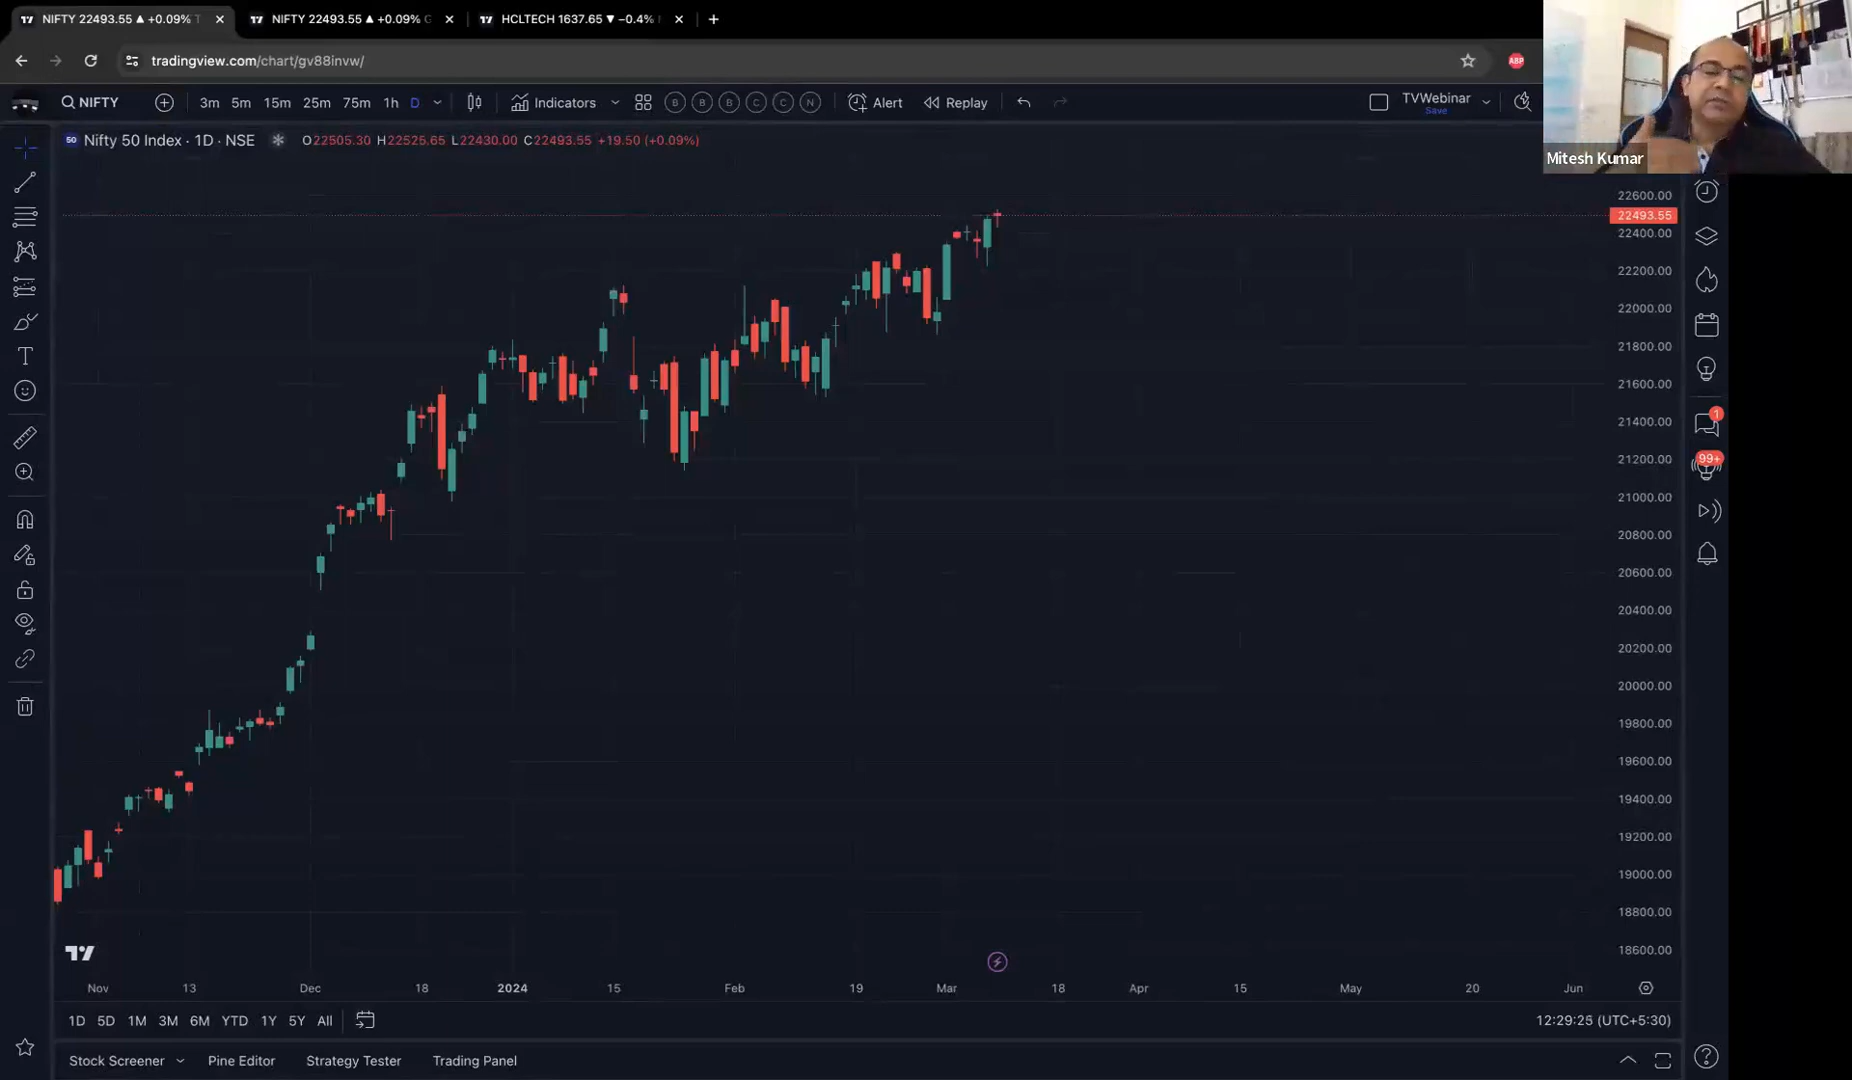 NIFTY 22493.55 ▲ +0.09% T
NIFTY 22493.55 ▲ +0.09% G
HCLTECH 1637.65 ▼ −0.4%
tradingview.com/chart/gv88invw/
ABP
NIFTY
3m 5m 15m 25m 75m 1h D
Indicators
B B B C C N
Alert
Replay
TVWebinar
Save
Mitesh Kumar
50 Nifty 50 Index · 1D · NSE
O22505.30 H22525.65 L22430.00 C22493.55 +19.50 (+0.09%)
22600.00
22493.55
22400.00
22200.00
22000.00
21800.00
21600.00
21400.00
21200.00
21000.00
20800.00
20600.00
20400.00
20200.00
20000.00
19800.00
19600.00
19400.00
19200.00
19000.00
18800.00
18600.00
1
99+
Nov 13 Dec 18 2024 15 Feb 19 Mar 18 Apr 15 May 20 Jun
1D 5D 1M 3M 6M YTD 1Y 5Y All
12:29:25 (UTC+5:30)
Stock Screener Pine Editor Strategy Tester Trading Panel